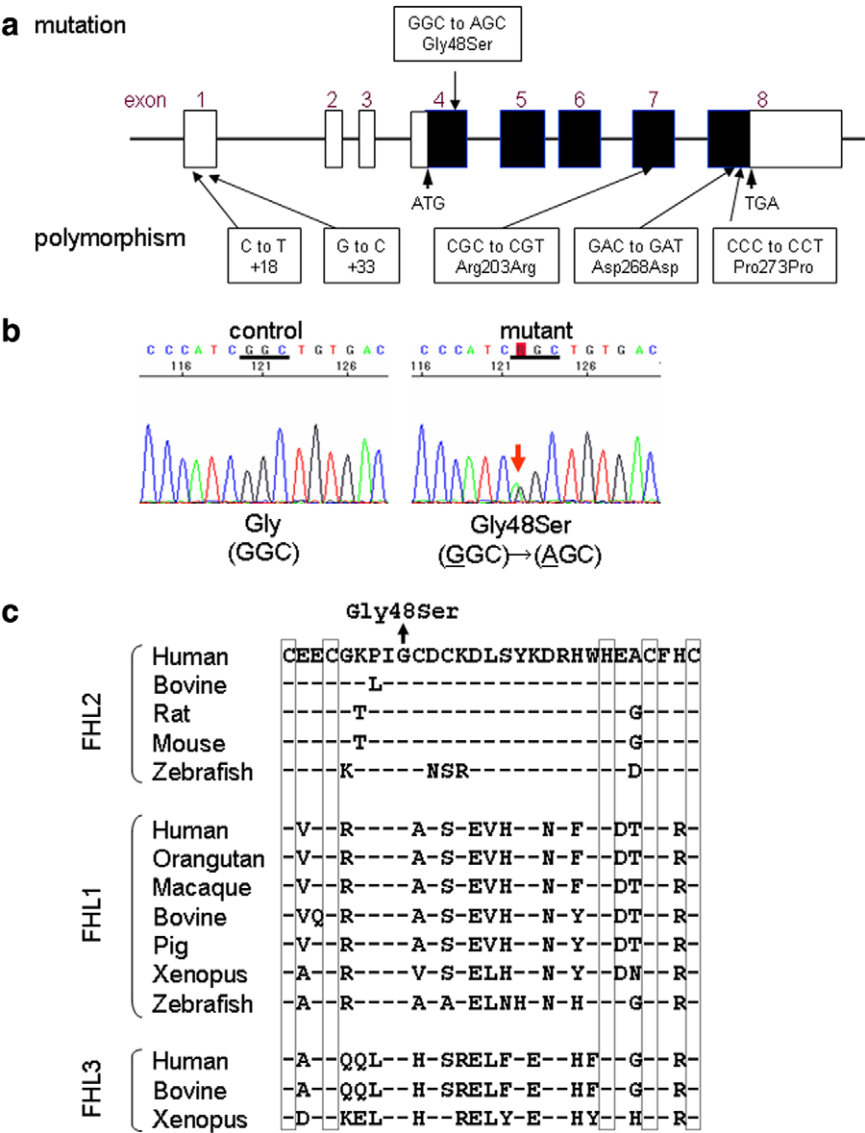 a mutation
GGC to AGC
Gly48Ser
exon 1 2 3 4 5 6 7 8
ATG TGA
polymorphism
C to T
+18
G to C
+33
CGC to CGT
Arg203Arg
GAC to GAT
Asp268Asp
CCC to CCT
Pro273Pro
b
control
C C C A T C G G C T G T G A C
116 121 126
Gly
(GGC)
mutant
C C C A T C R G C T G T G A C
116 121 126
Gly48Ser
(GGC)→(AGC)
c
Gly48Ser
FHL2
Human CEECGKPIGCDCKDLSYKDRHWHEACFHC
Bovine ------L----------------------
Rat -----T------------------G----
Mouse -----T------------------G----
Zebrafish ----K-----NSR-----------D----
FHL1
Human -V--R----A-S-EVH--N-F--DT--R-
Orangutan -V--R----A-S-EVH--N-F--DT--R-
Macaque -V--R----A-S-EVH--N-F--DT--R-
Bovine -VQ-R----A-S-EVH--N-Y--DT--R-
Pig -V--R----A-S-EVH--N-Y--DT--R-
Xenopus -A--R----V-S-ELH--N-Y--DN--R-
Zebrafish -A--R----A-A-ELNH-N-H---G--R-
FHL3
Human -A--QQL--H-SRELF-E--HF--G--R-
Bovine -A--QQL--H-SRELF-E--HF--G--R-
Xenopus -D--KEL--H--RELY-E--HY--H--R-